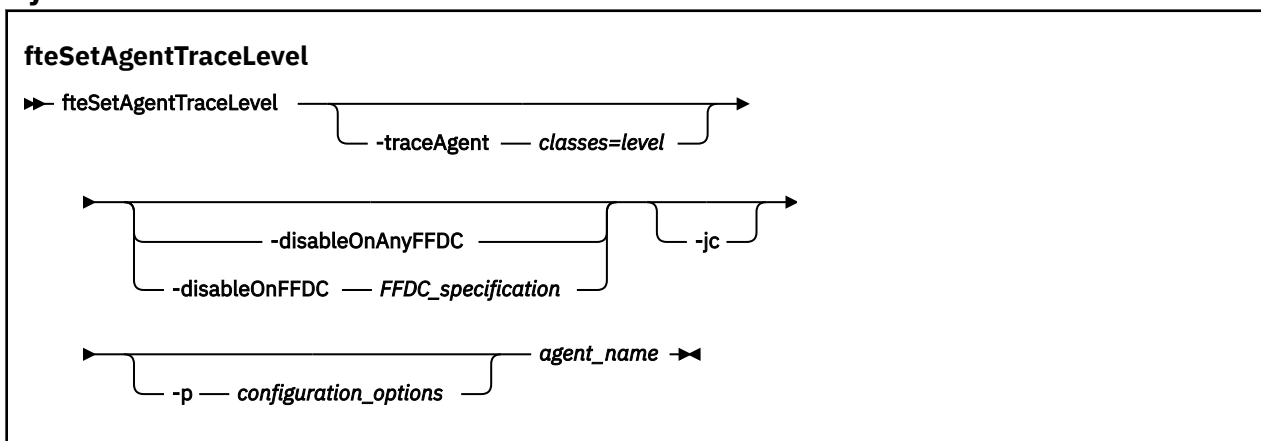 fteSetAgentTraceLevel
fteSetAgentTraceLevel
-traceAgent classes=level
-disableOnAnyFFDC
-jc
-disableOnFFDC FFDC_specification
agent_name
-p configuration_options